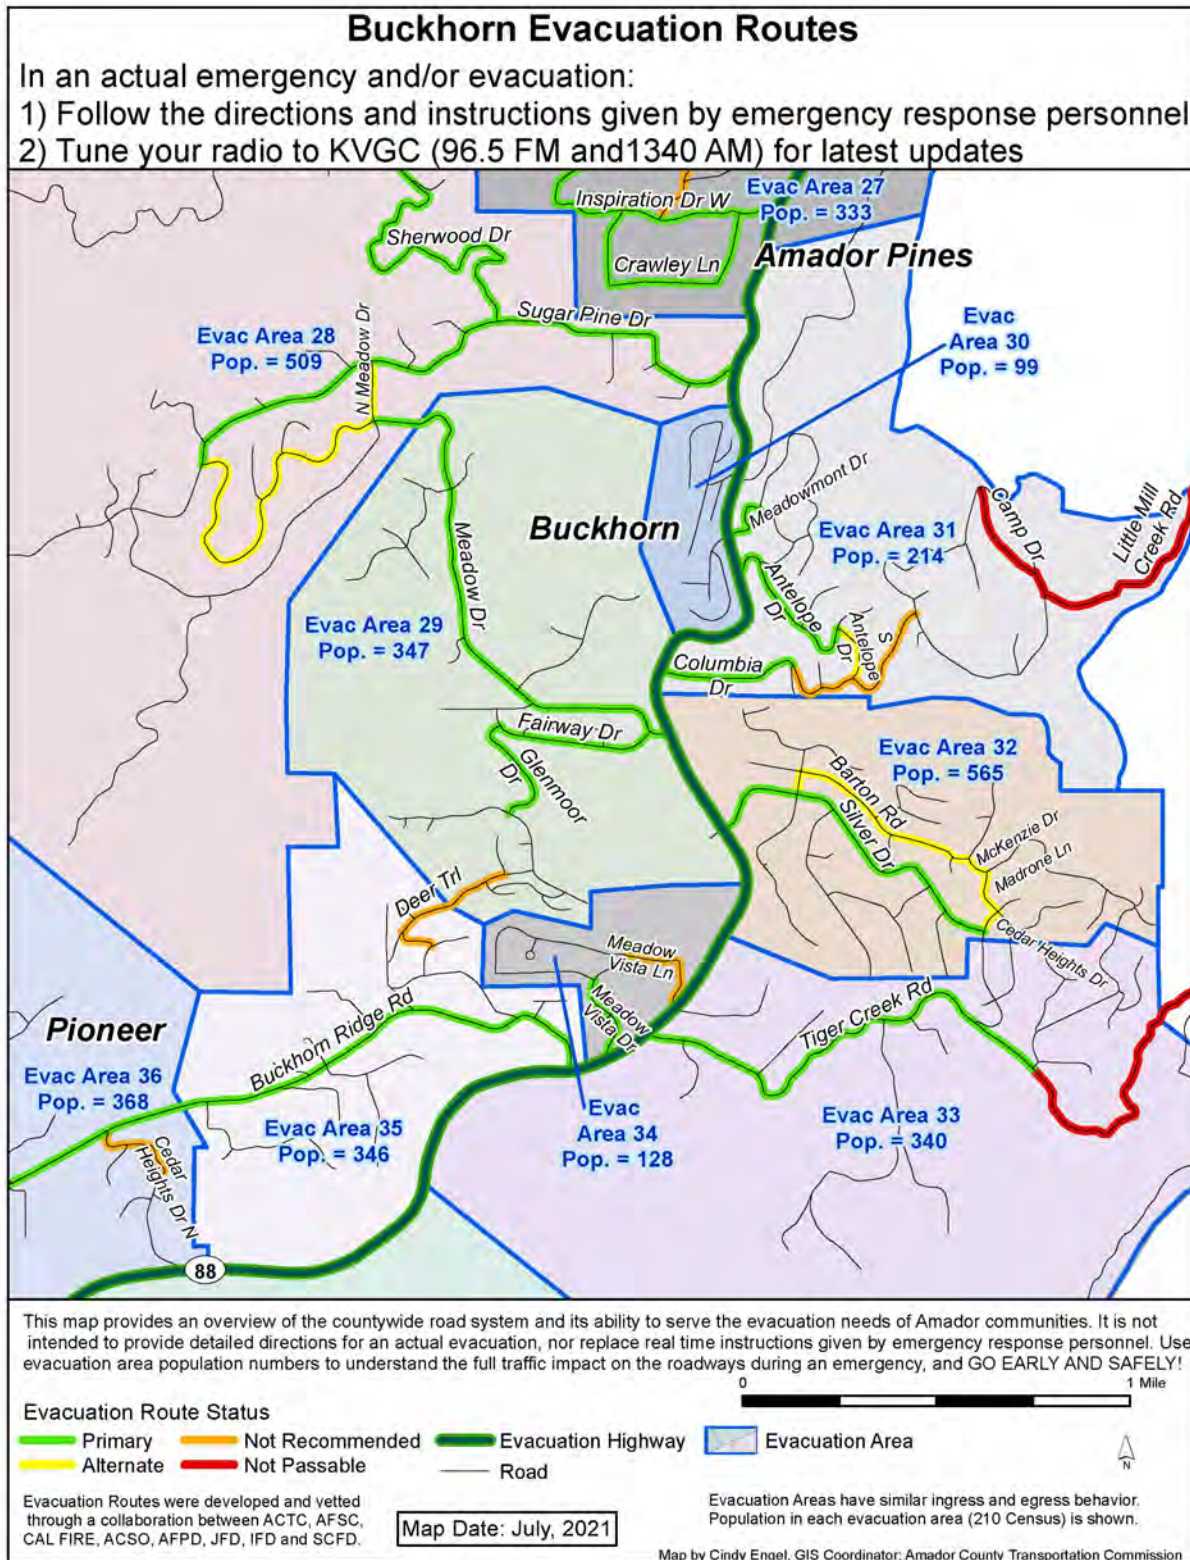 Buckhorn Evacuation Routes
In an actual emergency and/or evacuation:
1) Follow the directions and instructions given by emergency response personnel
2) Tune your radio to KVGC (96.5 FM and1340 AM) for latest updates
Evac Area 27
Pop. = 333
Inspiration Dr W
Sherwood Dr
Crawley Ln
Amador Pines
Sugar Pine Dr
Evac
Area 30
Pop. = 99
Evac Area 28
Pop. = 509
N Meadow Dr
Meadowmont Dr
Buckhorn
Evac Area 31
Pop. = 214
Camp Dr
Little Mill
Creek Rd
Meadow Dr
Antelope
Dr
S
Antelope
Dr
Evac Area 29
Pop. = 347
Columbia
Dr
Fairway Dr
Glenmoor
Dr
Evac Area 32
Pop. = 565
Barton Rd
Silver Dr
McKenzie Dr
Madrone Ln
Cedar Heights Dr
Deer Trl
Meadow
Vista Ln
Meadow
Vista Dr
Tiger Creek Rd
Buckhorn Ridge Rd
Pioneer
Evac Area 36
Pop. = 368
Evac Area 35
Pop. = 346
Evac
Area 34
Pop. = 128
Evac Area 33
Pop. = 340
Cedar
Heights Dr N
88
This map provides an overview of the countywide road system and its ability to serve the evacuation needs of Amador communities. It is not
intended to provide detailed directions for an actual evacuation, nor replace real time instructions given by emergency response personnel. Use
evacuation area population numbers to understand the full traffic impact on the roadways during an emergency, and GO EARLY AND SAFELY!
0
1 Mile
Evacuation Route Status
Primary
Not Recommended
Evacuation Highway
Evacuation Area
Alternate
Not Passable
Road
N
Evacuation Routes were developed and vetted
through a collaboration between ACTC, AFSC,
CAL FIRE, ACSO, AFPD, JFD, IFD and SCFD.
Map Date: July, 2021
Evacuation Areas have similar ingress and egress behavior.
Population in each evacuation area (210 Census) is shown.
Map by Cindy Engel, GIS Coordinator: Amador County Transportation Commission